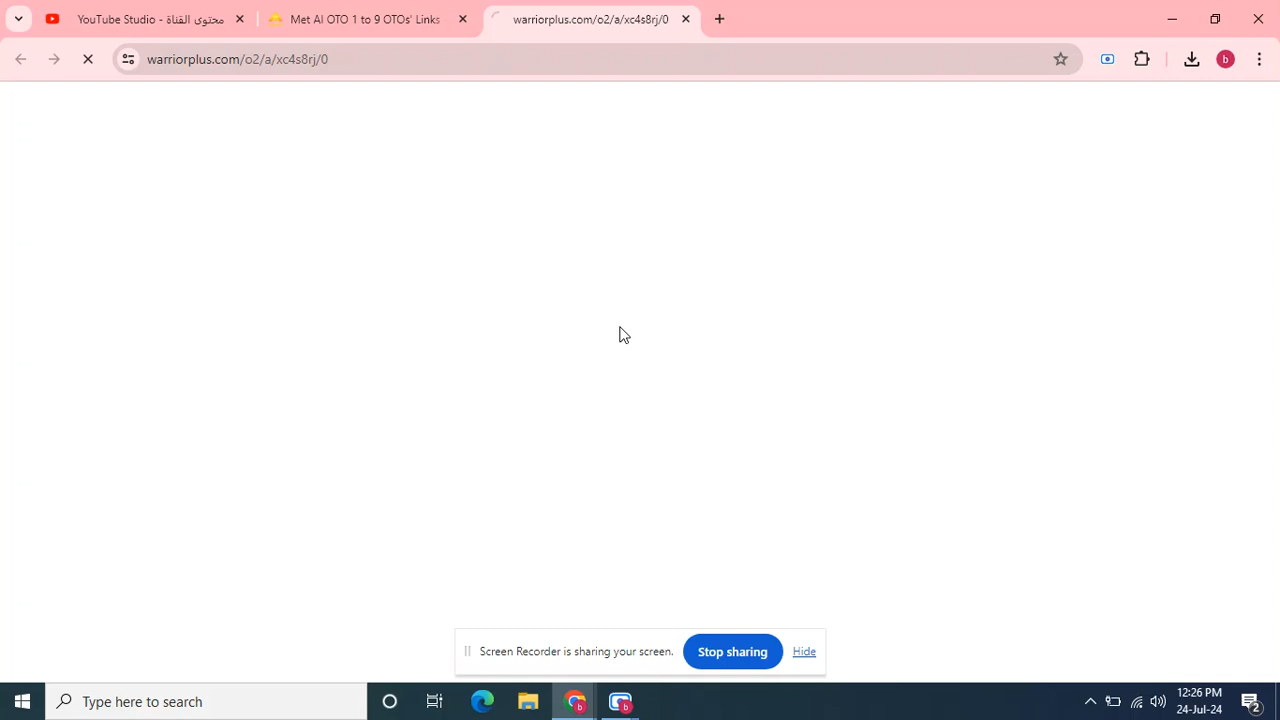 YouTube Studio - محتوى القناة
Met AI OTO 1 to 9 OTOs' Links
warriorplus.com/o2/a/xc4s8rj/0
warriorplus.com/o2/a/xc4s8rj/0
b
Screen Recorder is sharing your screen.
Stop sharing
Hide
Type here to search
b
b
12:26 PM
24-Jul-24
2